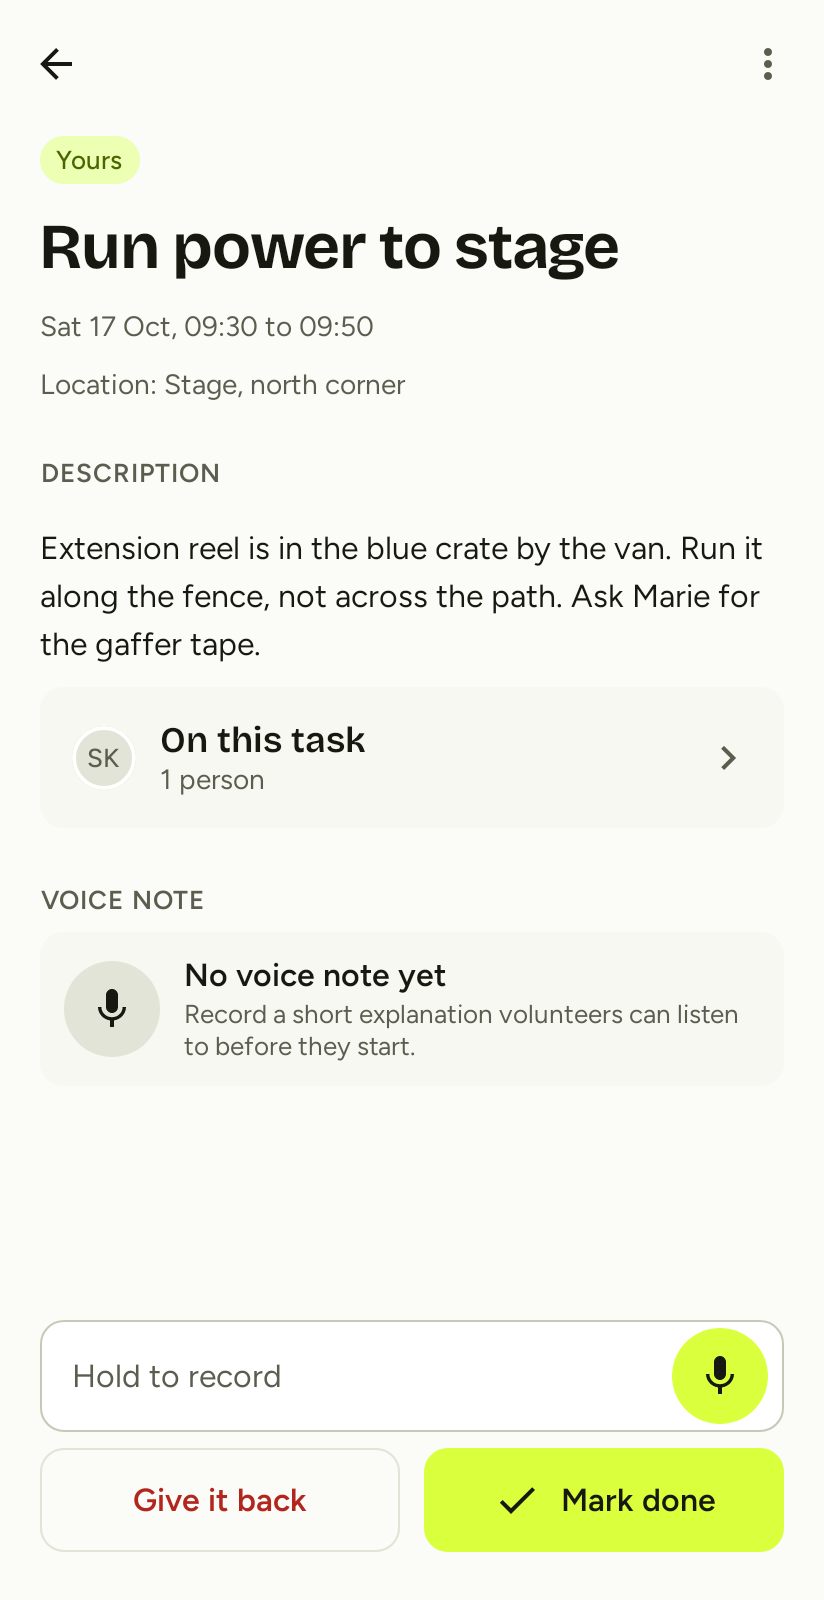 Yours
Run power to stage
Sat 17 Oct, 09:30 to 09:50
Location: Stage, north corner
DESCRIPTION
Extension reel is in the blue crate by the van. Run it
along the fence, not across the path. Ask Marie for
the gaffer tape.
SK
On this task
1 person
VOICE NOTE
No voice note yet
Record a short explanation volunteers can listen
to before they start.
Hold to record
Give it back
Mark done